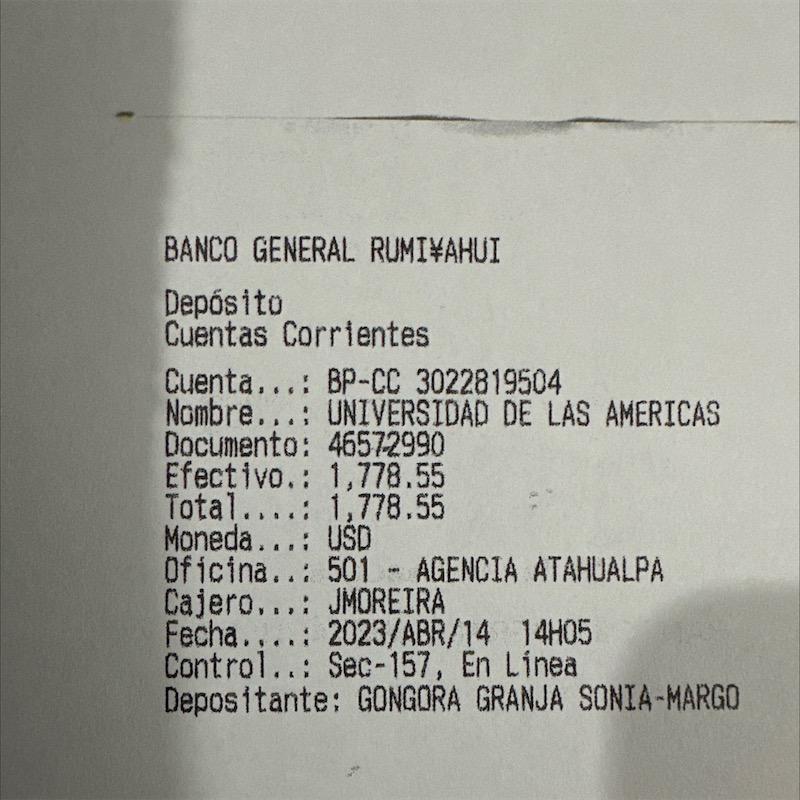 BANCO GENERAL RUMI¥AHUI
Depósito
Cuentas Corrientes
Cuenta...: BP-CC 3022819504
Nombre...: UNIVERSIDAD DE LAS AMERICAS
Documento: 46572990
Efectivo.: 1,778.55
Total....: 1,778.55
Moneda...: USD
Oficina..: 501 - AGENCIA ATAHUALPA
Cajero...: JMOREIRA
Fecha....: 2023/ABR/14 14H05
Control..: Sec-157, En Línea
Depositante: GONGORA GRANJA SONIA-MARGO